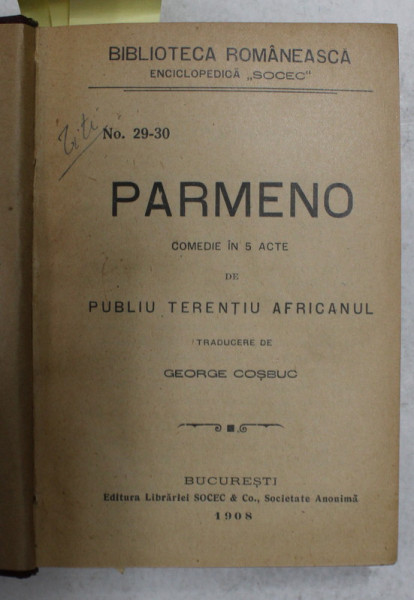 BIBLIOTECA ROMÂNEASCĂ
ENCICLOPEDICĂ „SOCEC”
No. 29-30
PARMENO
COMEDIE ÎN 5 ACTE
DE
PUBLIU TERENȚIU AFRICANUL
TRADUCERE DE
GEORGE COȘBUC
BUCUREȘTI
Editura Librăriei SOCEC & Co., Societate Anonimă
1908